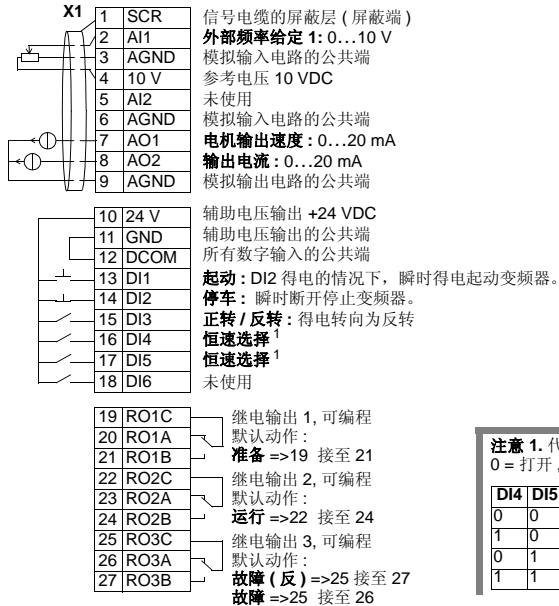 X1
1 SCR 信号电缆的屏蔽层 ( 屏蔽端 )
2 AI1 外部频率给定 1: 0…10 V
3 AGND 模拟输入电路的公共端
4 10 V 参考电压 10 VDC
5 AI2 未使用
6 AGND 模拟输入电路的公共端
7 AO1 电机输出速度 : 0…20 mA
8 AO2 输出电流 : 0…20 mA
9 AGND 模拟输出电路的公共端
10 24 V 辅助电压输出 +24 VDC
11 GND 辅助电压输出的公共端
12 DCOM 所有数字输入的公共端
13 DI1 起动 : DI2 得电的情况下，瞬时得电起动变频器。
14 DI2 停车 : 瞬时断开停止变频器。
15 DI3 正转 / 反转 : 得电转向为反转
16 DI4 恒速选择 1
17 DI5 恒速选择 1
18 DI6 未使用
19 RO1C 继电输出 1, 可编程
20 RO1A 默认动作 :
21 RO1B 准备 =>19 接至 21
22 RO2C 继电输出 2, 可编程
23 RO2A 默认动作 :
24 RO2B 运行 =>22 接至 24
25 RO3C 继电输出 3, 可编程
26 RO3A 默认动作 :
27 RO3B 故障 ( 反 ) =>25 接至 27
故障 =>25 接至 26
注意 1. 代
0 = 打开 ,
DI4 DI5
0 0
1 0
0 1
1 1